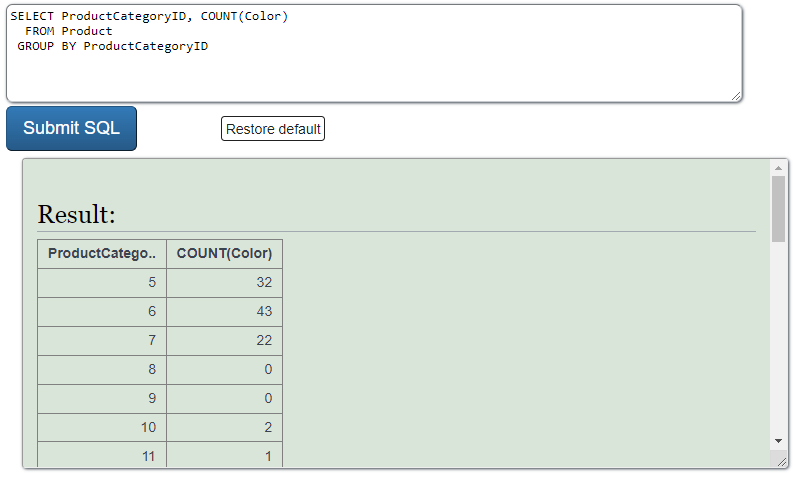 SELECT ProductCategoryID, COUNT(Color)
FROM Product
GROUP BY ProductCategoryID
Submit SQL
Restore default
Result:
ProductCatego.. COUNT(Color)
5 32
6 43
7 22
8 0
9 0
10 2
11 1